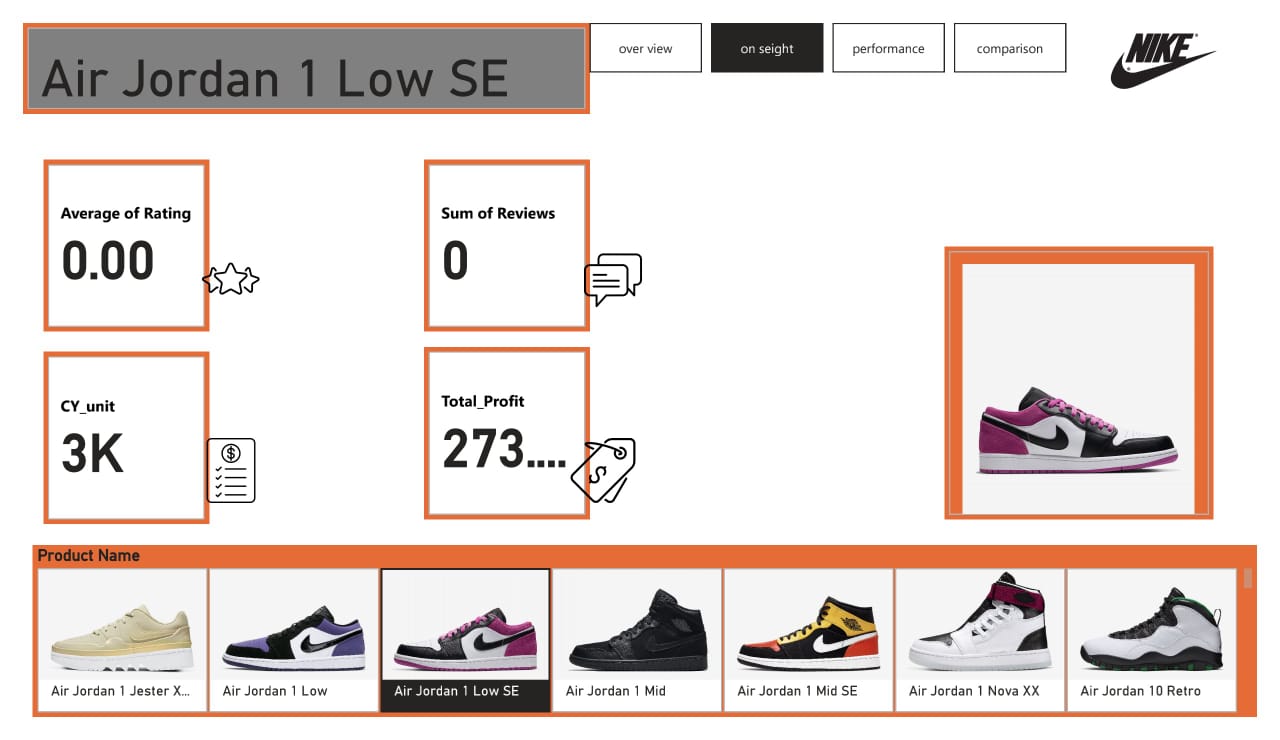 Air Jordan 1 Low SE
over view
on seight
performance
comparison
NIKE
Average of Rating
0.00
Sum of Reviews
0
CY_unit
3K
$
Total_Profit
273....
S
Product Name
Air Jordan 1 Jester X...
Air Jordan 1 Low
Air Jordan 1 Low SE
Air Jordan 1 Mid
Air Jordan 1 Mid SE
Air Jordan 1 Nova XX
Air Jordan 10 Retro